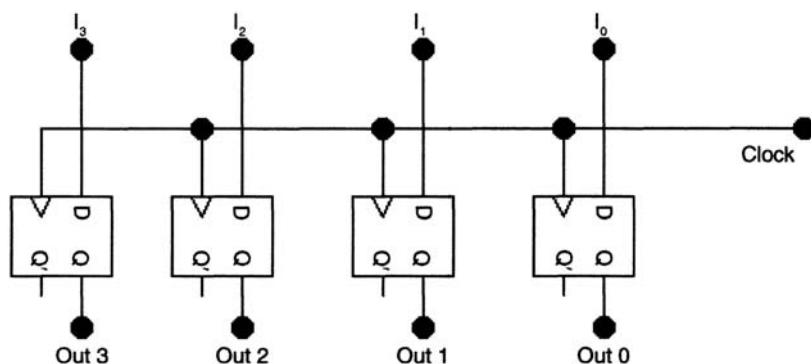 I₃ I₂ I₁ I₀
Clock
D D D D
Q' Q Q' Q Q' Q Q' Q
Out 3 Out 2 Out 1 Out 0